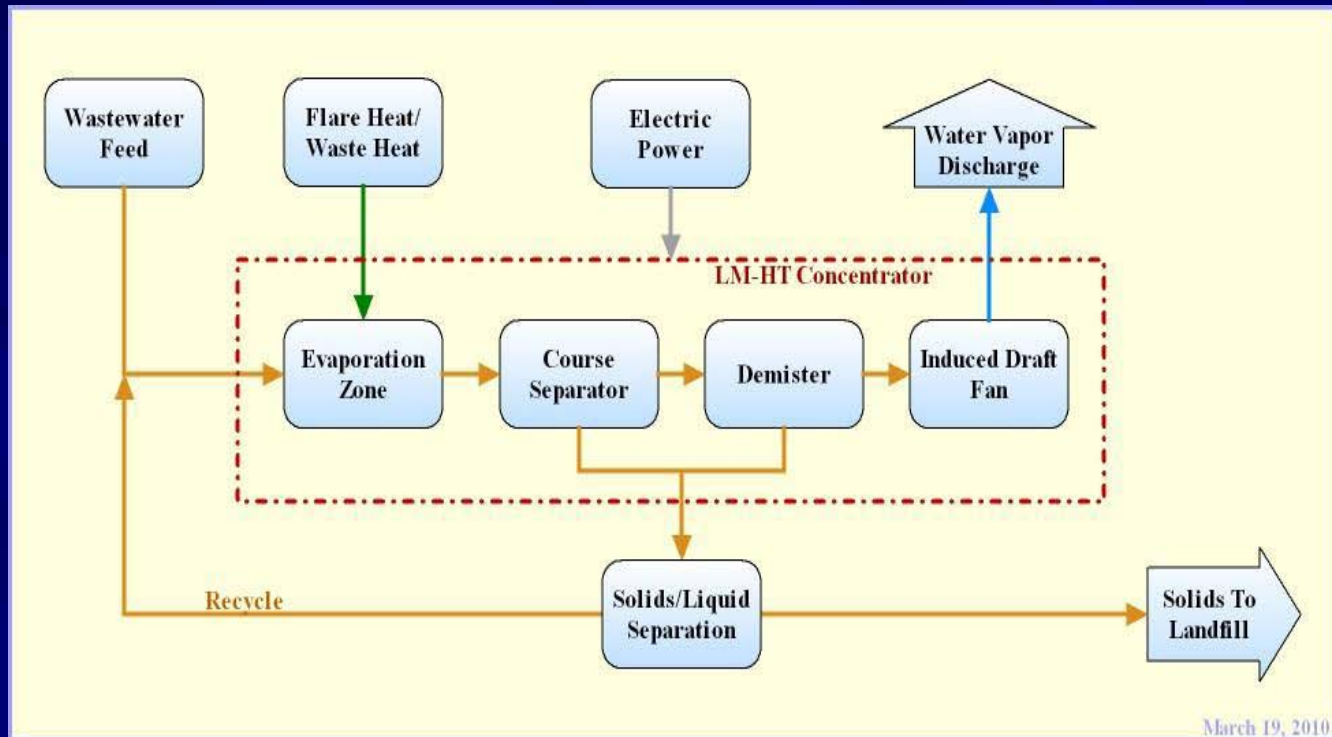 Wastewater
Feed
Flare Heat/
Waste Heat
Electric
Power
Water Vapor
Discharge
LM-HT Concentrator
Evaporation
Zone
Course
Separator
Demister
Induced Draft
Fan
Recycle
Solids/Liquid
Separation
Solids To
Landfill
March 19, 2010